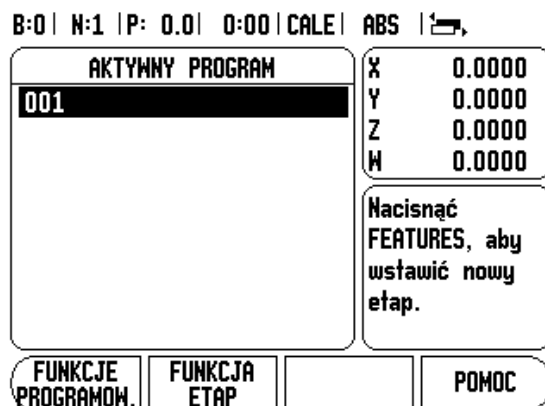 B:0 | N:1 | P: 0.0 | 0:00 | CALE | ABS |
AKTYWNY PROGRAM
001
X 0.0000
Y 0.0000
Z 0.0000
W 0.0000
Nacisnąć
FEATURES, aby
wstawić nowy
etap.
FUNKCJE
PROGRAMOW.
FUNKCJA
ETAP
POMOC